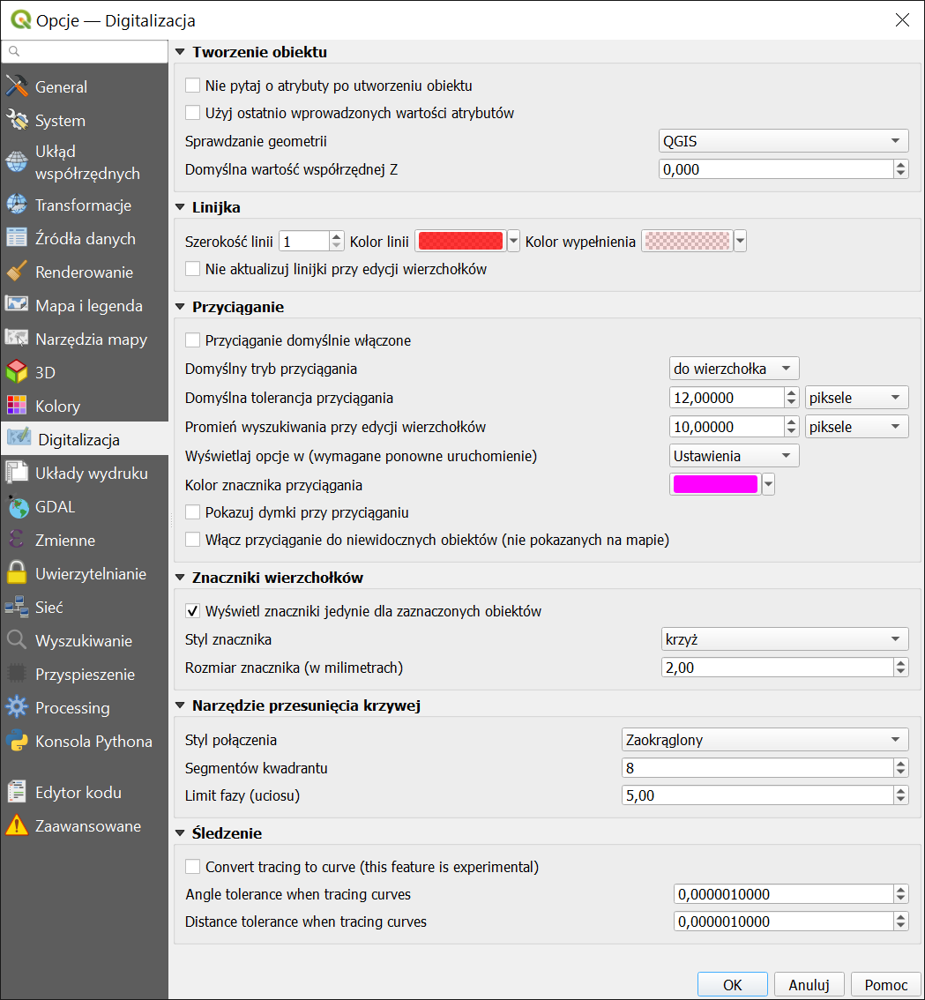 Opcje — Digitalizacja
General
System
Układ
współrzędnych
Transformacje
Źródła danych
Renderowanie
Mapa i legenda
Narzędzia mapy
3D
Kolory
Digitalizacja
Układy wydruku
GDAL
Zmienne
Uwierzytelnianie
Sieć
Wyszukiwanie
Przyspieszenie
Processing
Konsola Pythona
Edytor kodu
Zaawansowane
Tworzenie obiektu
Nie pytaj o atrybuty po utworzeniu obiektu
Użyj ostatnio wprowadzonych wartości atrybutów
Sprawdzanie geometrii QGIS
Domyślna wartość współrzędnej Z 0,000
Linijka
Szerokość linii 1 Kolor linii Kolor wypełnienia
Nie aktualizuj linijki przy edycji wierzchołków
Przyciąganie
Przyciąganie domyślnie włączone
Domyślny tryb przyciągania do wierzchołka
Domyślna tolerancja przyciągania 12,00000 piksele
Promień wyszukiwania przy edycji wierzchołków 10,00000 piksele
Wyświetlaj opcje w (wymagane ponowne uruchomienie) Ustawienia
Kolor znacznika przyciągania
Pokazuj dymki przy przyciąganiu
Włącz przyciąganie do niewidocznych obiektów (nie pokazanych na mapie)
Znaczniki wierzchołków
Wyświetl znaczniki jedynie dla zaznaczonych obiektów
Styl znacznika krzyż
Rozmiar znacznika (w milimetrach) 2,00
Narzędzie przesunięcia krzywej
Styl połączenia Zaokrąglony
Segmentów kwadrantu 8
Limit fazy (uciosu) 5,00
Śledzenie
Convert tracing to curve (this feature is experimental)
Angle tolerance when tracing curves 0,0000010000
Distance tolerance when tracing curves 0,0000010000
OK Anuluj Pomoc